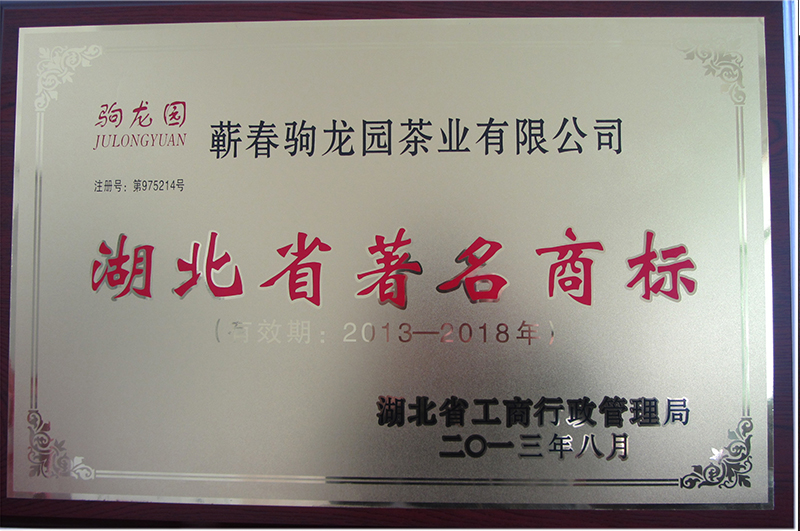 驹龙园
JULONGYUAN
蕲春驹龙园茶业有限公司
注册号：第975214号
湖北省著名商标
（有效期：2013—2018年）
湖北省工商行政管理局
二〇一三年八月